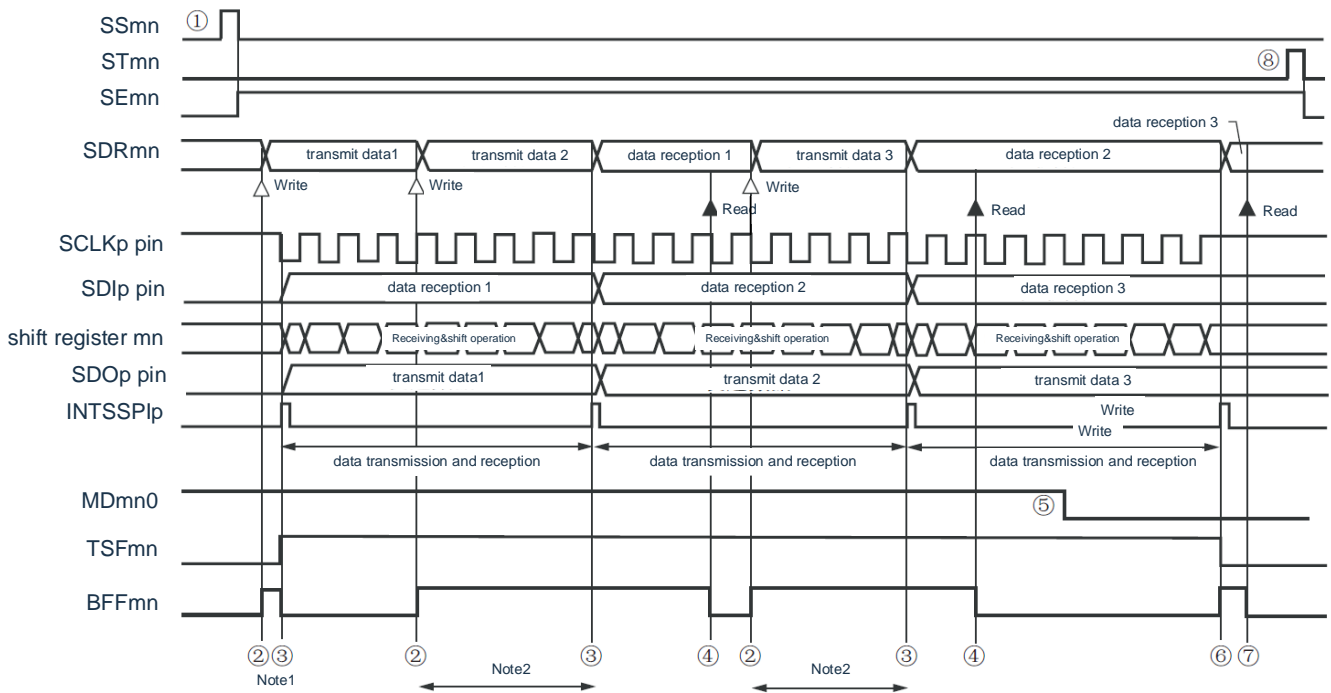 SSmn ①
STmn ⑧
SEmn
data reception 3
SDRmn transmit data1 transmit data 2 data reception 1 transmit data 3 data reception 2
Write Write Write
Read Read Read
SCLKp pin
SDIp pin data reception 1 data reception 2 data reception 3
shift register mn Receiving&shift operation Receiving&shift operation Receiving&shift operation
SDOp pin transmit data1 transmit data 2 transmit data 3
INTSSPIp Write
Write
data transmission and reception data transmission and reception data transmission and reception
MDmn0 ⑤
TSFmn
BFFmn
② ③ ② ③ ④ ② ③ ④ ⑥ ⑦
Note1 Note2 Note2